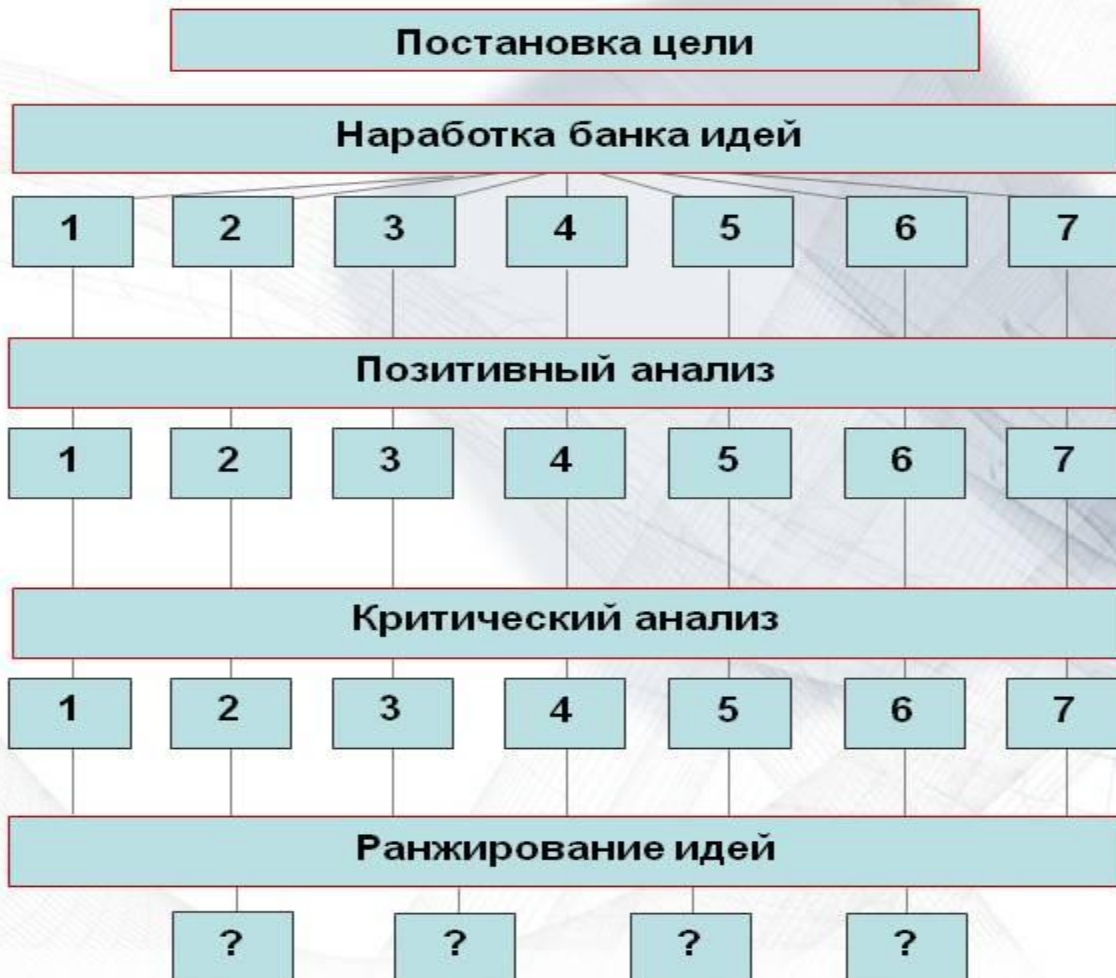 Постановка цели
Наработка банка идей
1 2 3 4 5 6 7
Позитивный анализ
1 2 3 4 5 6 7
Критический анализ
1 2 3 4 5 6 7
Ранжирование идей
? ? ? ?